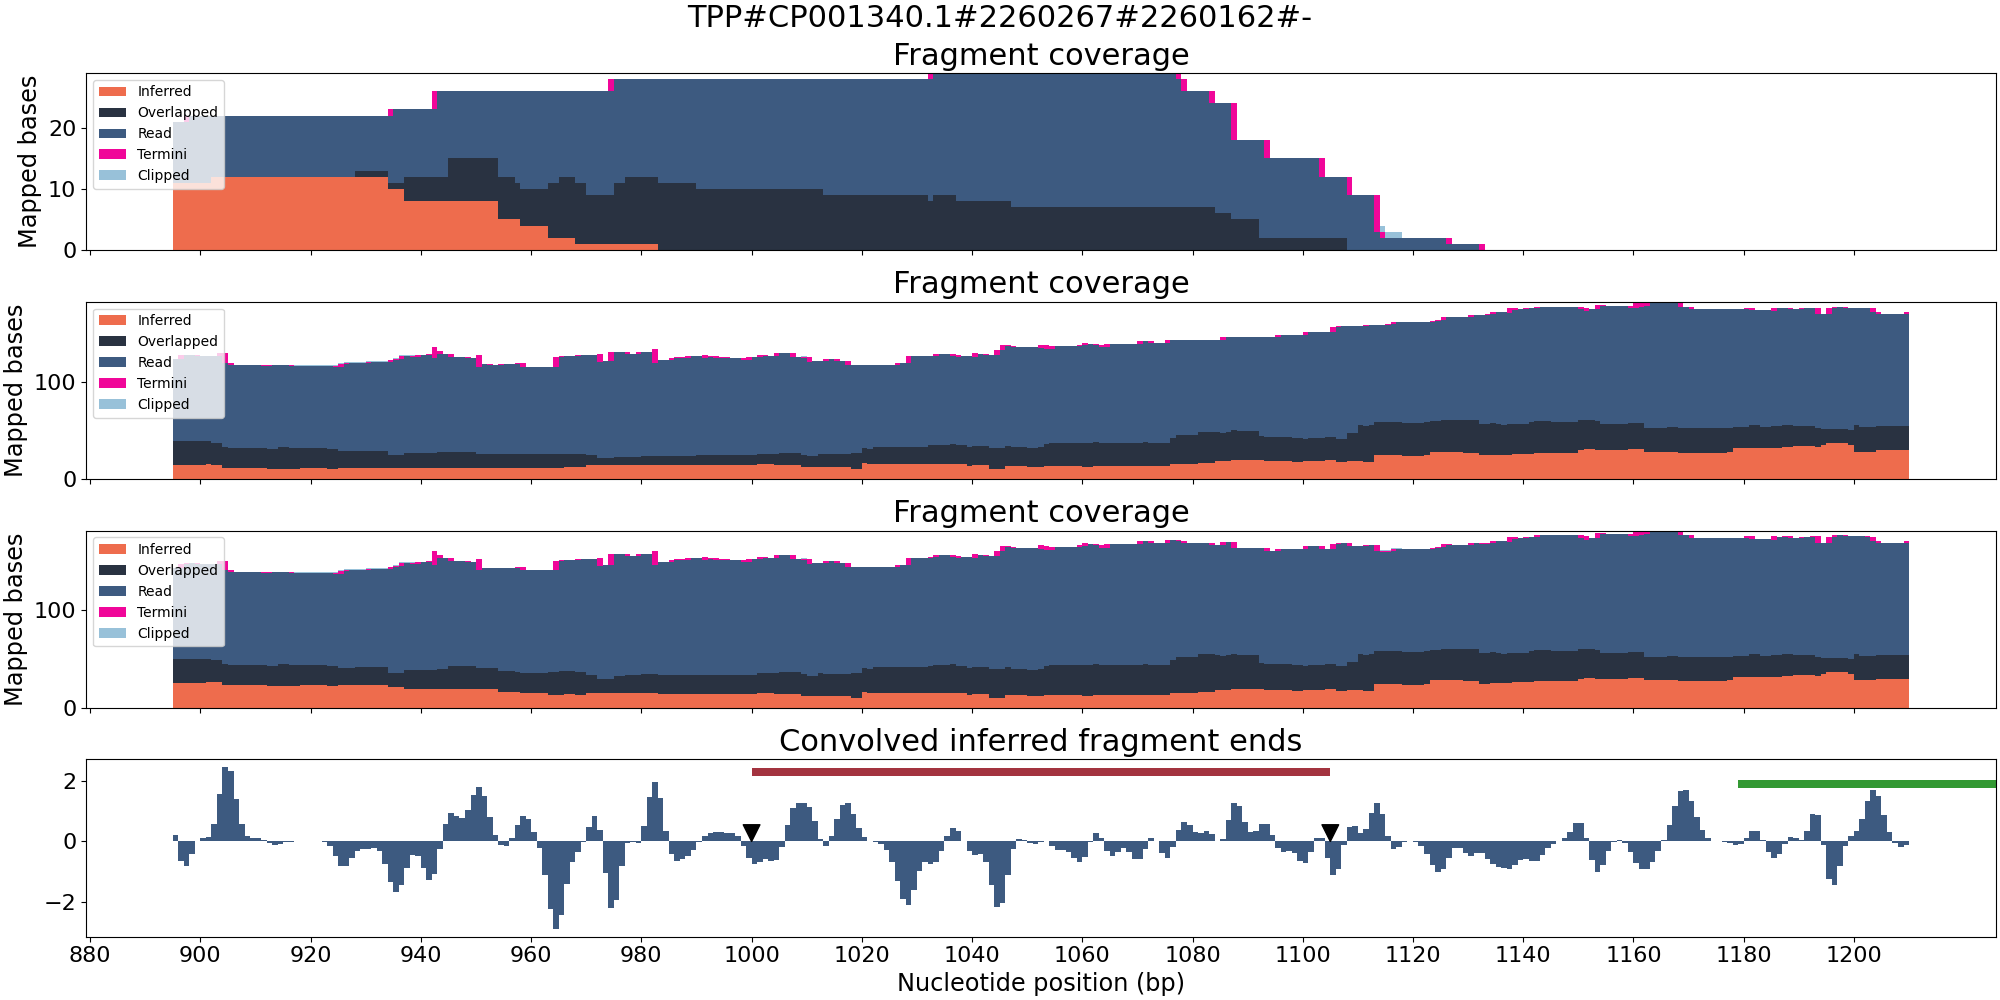 TPP#CP001340.1#2260267#2260162#-
Fragment coverage
Mapped bases
20
10
0
Inferred
Overlapped
Read
Termini
Clipped
Fragment coverage
Mapped bases
100
0
Inferred
Overlapped
Read
Termini
Clipped
Fragment coverage
Mapped bases
100
0
Inferred
Overlapped
Read
Termini
Clipped
Convolved inferred fragment ends
2
0
−2
880 900 920 940 960 980 1000 1020 1040 1060 1080 1100 1120 1140 1160 1180 1200
Nucleotide position (bp)